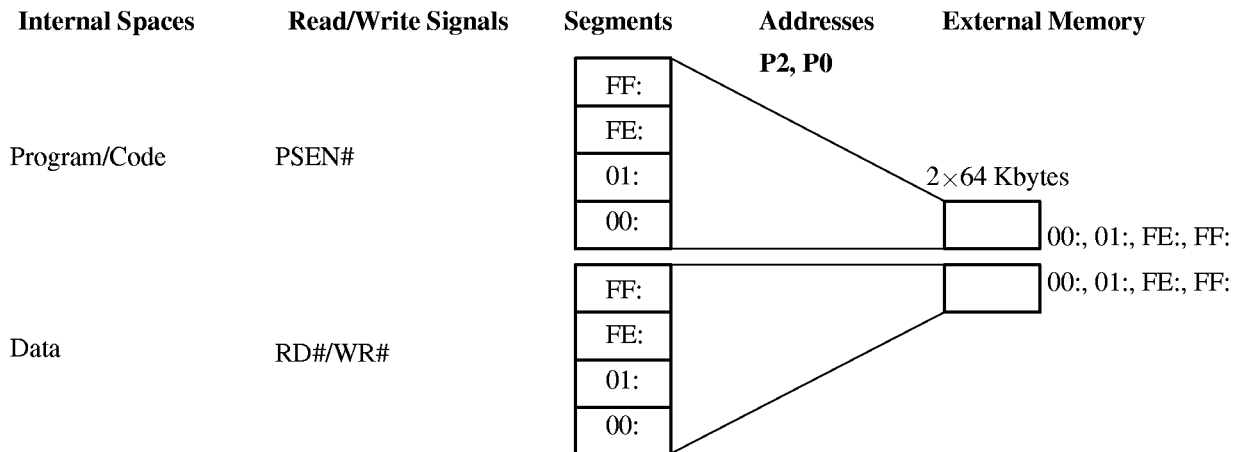 Internal Spaces Read/Write Signals Segments Addresses External Memory
P2, P0
FF:
FE:
Program/Code PSEN#
01:
2×64 Kbytes
00:
00:, 01:, FE:, FF:
FF:
00:, 01:, FE:, FF:
FE:
Data RD#/WR#
01:
00: